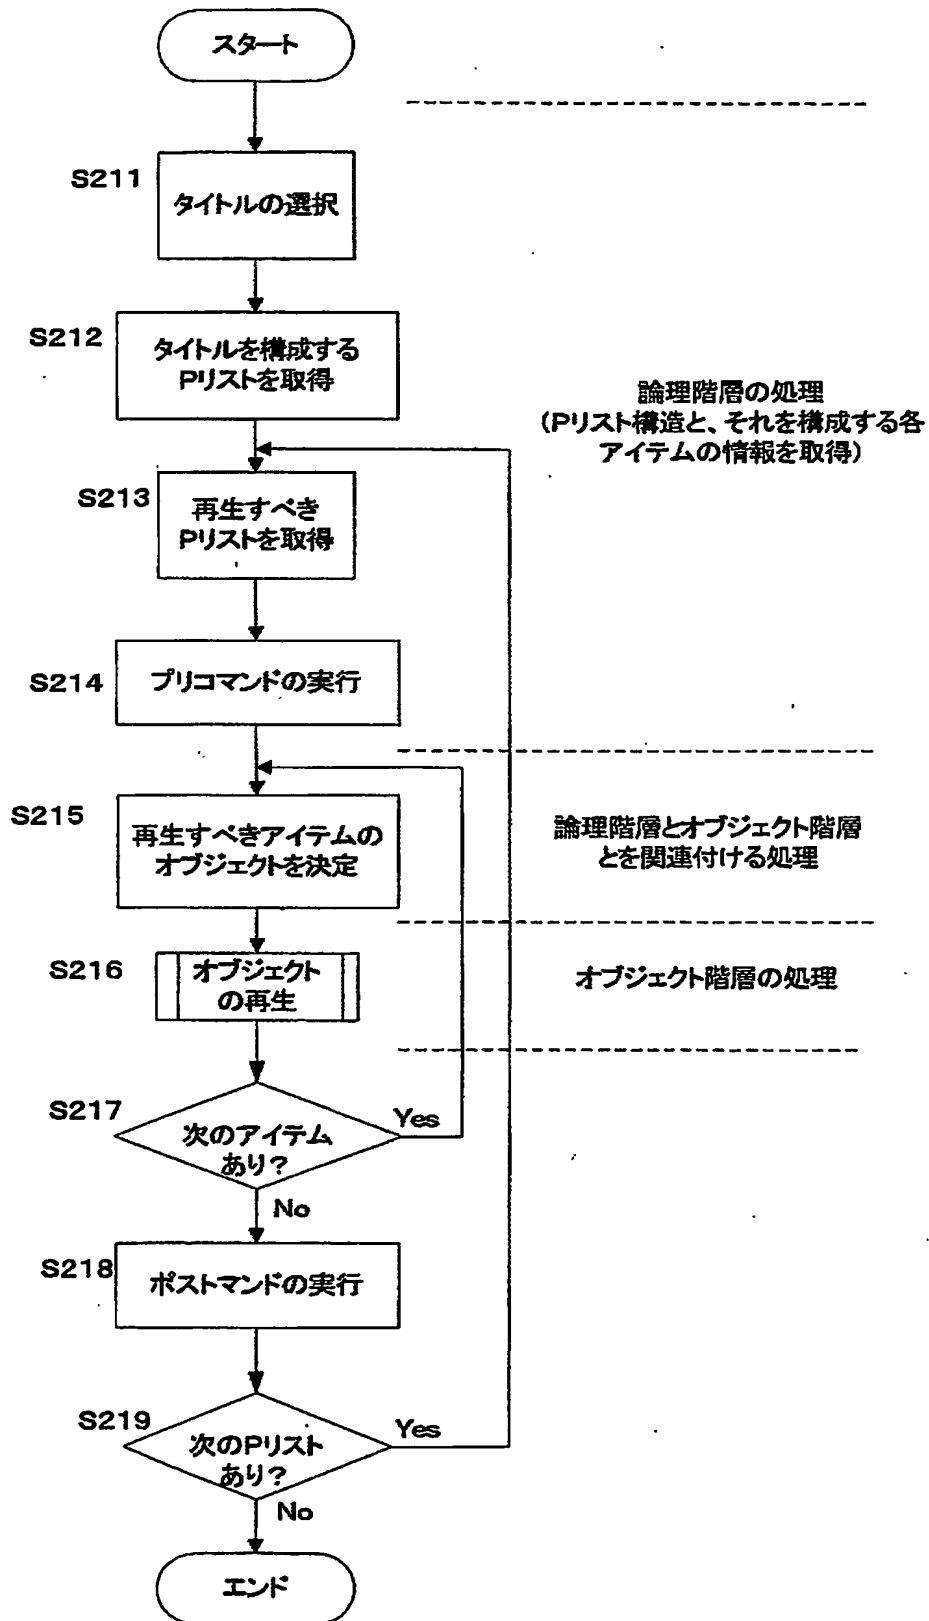 スタート
S211
タイトルの選択
S212
タイトルを構成する
Pリストを取得
論理階層の処理
(Pリスト構造と、それを構成する各
アイテムの情報を取得)
S213
再生すべき
Pリストを取得
S214
プリコマンドの実行
S215
再生すべきアイテムの
オブジェクトを決定
論理階層とオブジェクト階層
とを関連付ける処理
S216
オブジェクト
の再生
オブジェクト階層の処理
S217
次のアイテム
あり?
Yes
No
S218
ポストマンドの実行
S219
次のPリスト
あり?
Yes
No
エンド